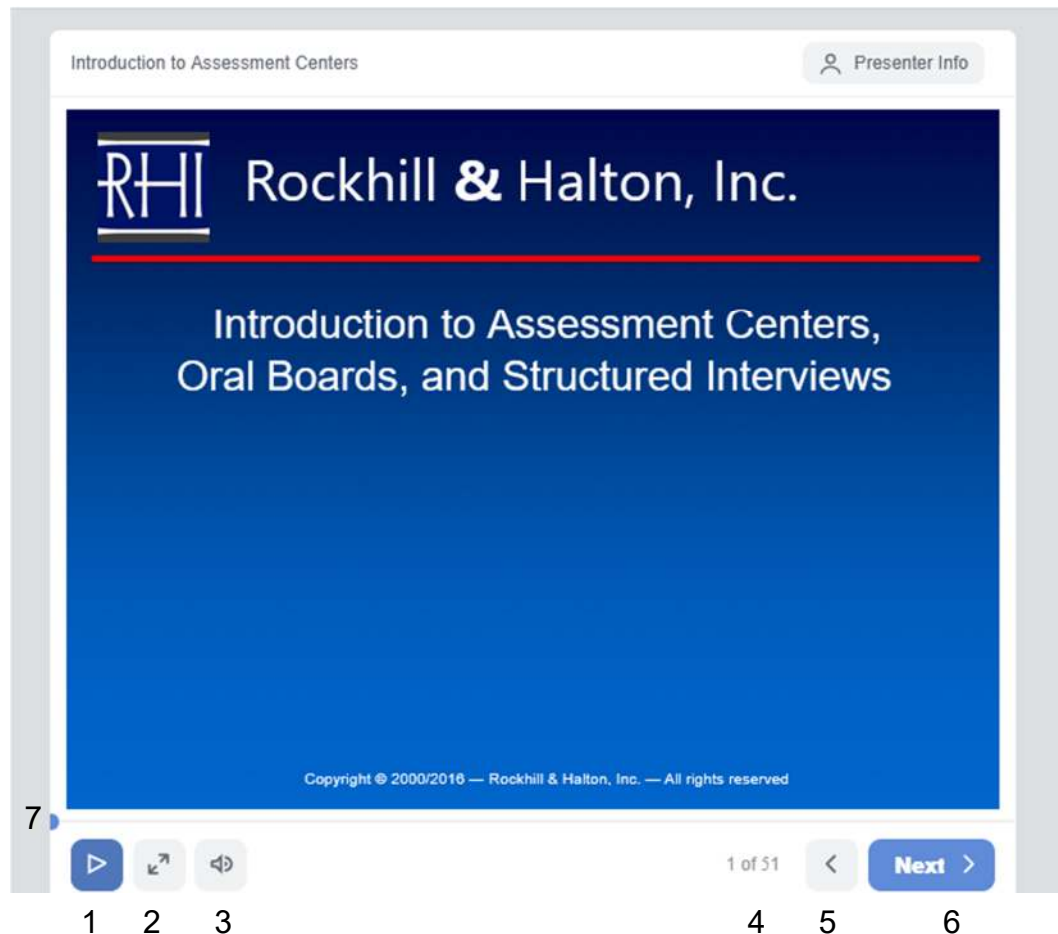 Introduction to Assessment Centers
Presenter Info
RHI
Rockhill & Halton, Inc.
Introduction to Assessment Centers,
Oral Boards, and Structured Interviews
Copyright © 2000/2016 — Rockhill & Halton, Inc. — All rights reserved
7
1 of 51
Next
1 2 3 4 5 6